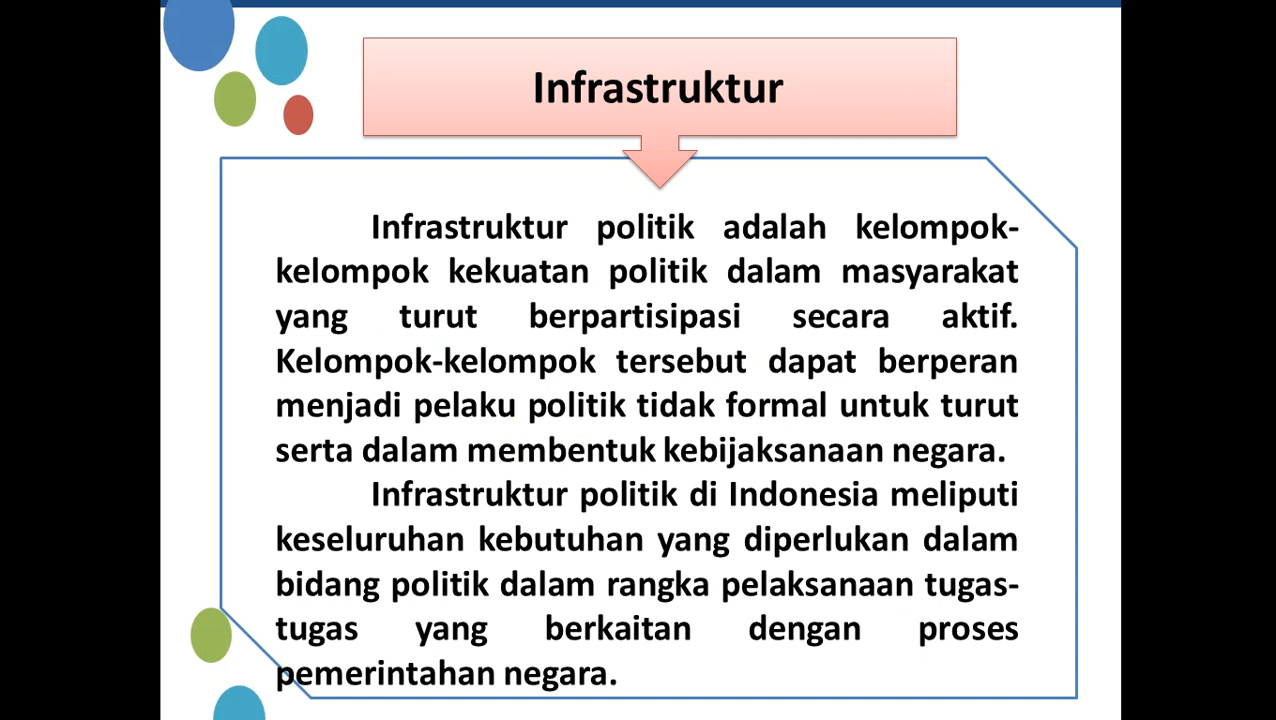 Infrastruktur
Infrastruktur politik adalah kelompok-
kelompok kekuatan politik dalam masyarakat
yang turut berpartisipasi secara aktif.
Kelompok-kelompok tersebut dapat berperan
menjadi pelaku politik tidak formal untuk turut
serta dalam membentuk kebijaksanaan negara.
Infrastruktur politik di Indonesia meliputi
keseluruhan kebutuhan yang diperlukan dalam
bidang politik dalam rangka pelaksanaan tugas-
tugas yang berkaitan dengan proses
pemerintahan negara.